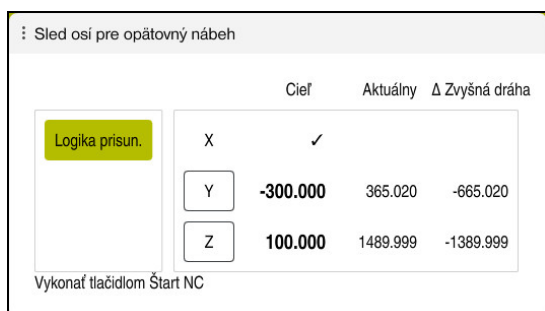 Sled osí pre opätovný nábeh
Cieľ Aktuálny Δ Zvyšná dráha
Logika prisun. X ✓
Y -300.000 365.020 -665.020
Z 100.000 1489.999 -1389.999
Vykonať tlačidlom Štart NC